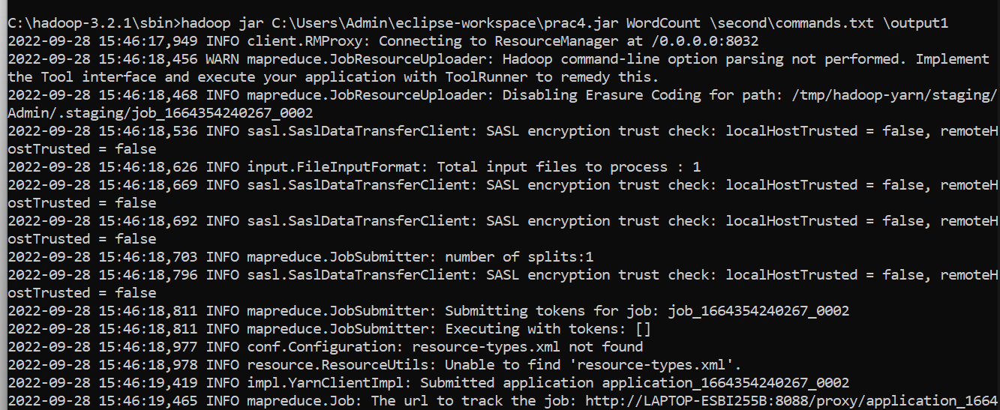 C:\hadoop-3.2.1\sbin>hadoop jar C:\Users\Admin\eclipse-workspace\prac4.jar WordCount \second\commands.txt \output1
2022-09-28 15:46:17,949 INFO client.RMProxy: Connecting to ResourceManager at /0.0.0.0:8032
2022-09-28 15:46:18,456 WARN mapreduce.JobResourceUploader: Hadoop command-line option parsing not performed. Implement
the Tool interface and execute your application with ToolRunner to remedy this.
2022-09-28 15:46:18,468 INFO mapreduce.JobResourceUploader: Disabling Erasure Coding for path: /tmp/hadoop-yarn/staging/
Admin/.staging/job_1664354240267_0002
2022-09-28 15:46:18,536 INFO sasl.SaslDataTransferClient: SASL encryption trust check: localHostTrusted = false, remoteH
ostTrusted = false
2022-09-28 15:46:18,626 INFO input.FileInputFormat: Total input files to process : 1
2022-09-28 15:46:18,669 INFO sasl.SaslDataTransferClient: SASL encryption trust check: localHostTrusted = false, remoteH
ostTrusted = false
2022-09-28 15:46:18,692 INFO sasl.SaslDataTransferClient: SASL encryption trust check: localHostTrusted = false, remoteH
ostTrusted = false
2022-09-28 15:46:18,703 INFO mapreduce.JobSubmitter: number of splits:1
2022-09-28 15:46:18,796 INFO sasl.SaslDataTransferClient: SASL encryption trust check: localHostTrusted = false, remoteH
ostTrusted = false
2022-09-28 15:46:18,811 INFO mapreduce.JobSubmitter: Submitting tokens for job: job_1664354240267_0002
2022-09-28 15:46:18,811 INFO mapreduce.JobSubmitter: Executing with tokens: []
2022-09-28 15:46:18,977 INFO conf.Configuration: resource-types.xml not found
2022-09-28 15:46:18,978 INFO resource.ResourceUtils: Unable to find 'resource-types.xml'.
2022-09-28 15:46:19,419 INFO impl.YarnClientImpl: Submitted application application_1664354240267_0002
2022-09-28 15:46:19,465 INFO mapreduce.Job: The url to track the job: http://LAPTOP-ESBI255B:8088/proxy/application_1664